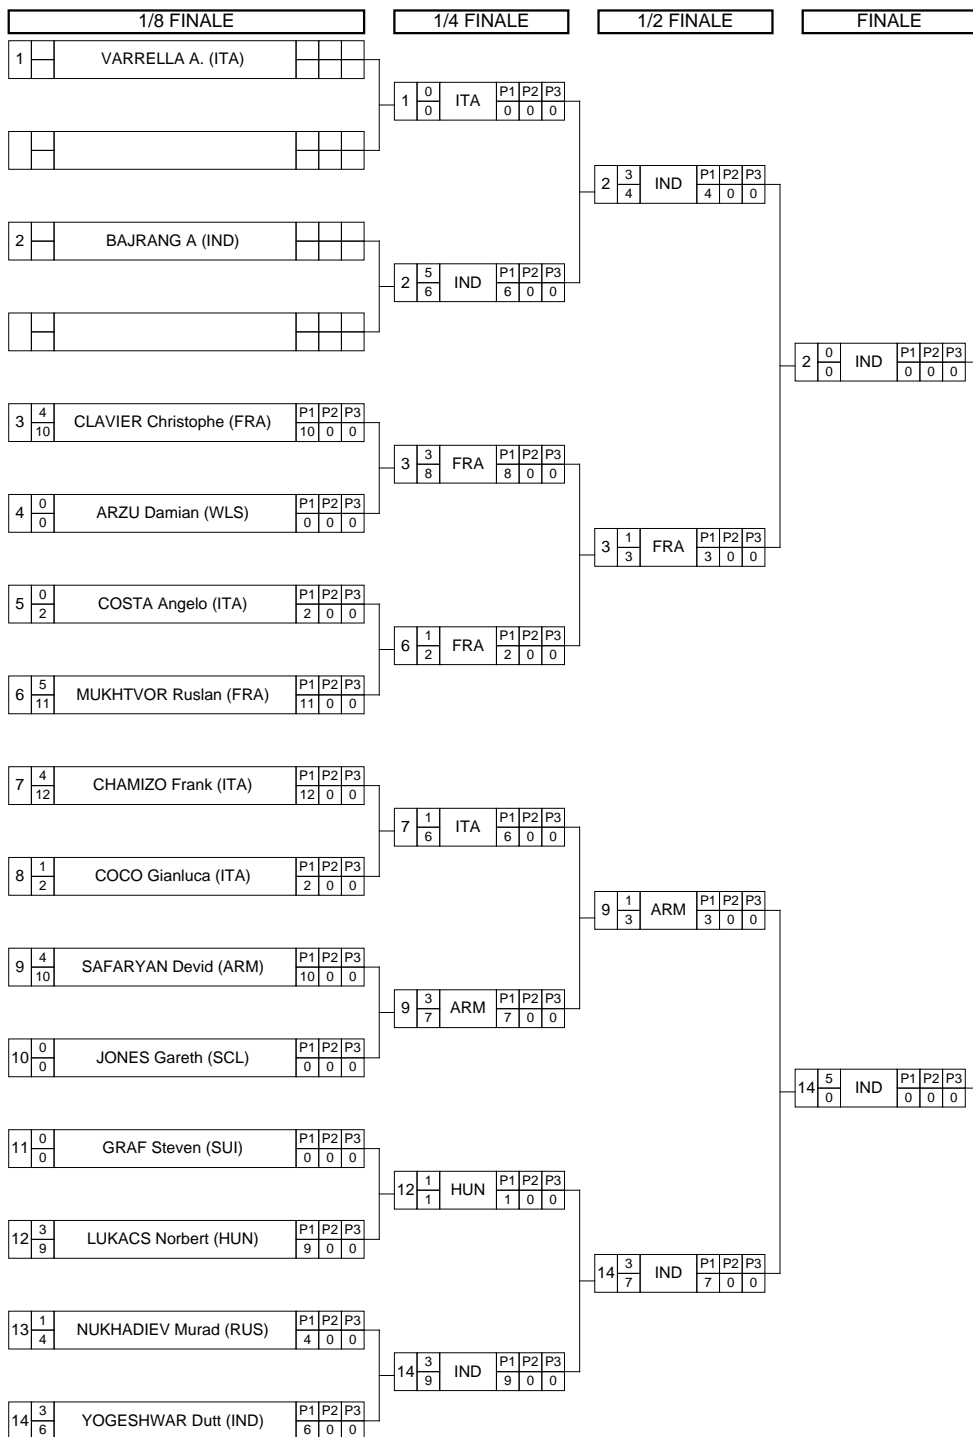 1/8 FINALE
1/4 FINALE
1/2 FINALE
FINALE
1 VARRELLA A. (ITA)
1 0 0 ITA P1 P2 P3 0 0 0
2 3 4 IND P1 P2 P3 4 0 0
2 BAJRANG A (IND)
2 5 6 IND P1 P2 P3 6 0 0
2 0 0 IND P1 P2 P3 0 0 0
3 4 10 CLAVIER Christophe (FRA) P1 P2 P3 10 0 0
3 3 8 FRA P1 P2 P3 8 0 0
4 0 0 ARZU Damian (WLS) P1 P2 P3 0 0 0
3 1 3 FRA P1 P2 P3 3 0 0
5 0 2 COSTA Angelo (ITA) P1 P2 P3 2 0 0
6 1 2 FRA P1 P2 P3 2 0 0
6 5 11 MUKHTVOR Ruslan (FRA) P1 P2 P3 11 0 0
7 4 12 CHAMIZO Frank (ITA) P1 P2 P3 12 0 0
7 1 6 ITA P1 P2 P3 6 0 0
8 1 2 COCO Gianluca (ITA) P1 P2 P3 2 0 0
9 1 3 ARM P1 P2 P3 3 0 0
9 4 10 SAFARYAN Devid (ARM) P1 P2 P3 10 0 0
9 3 7 ARM P1 P2 P3 7 0 0
10 0 0 JONES Gareth (SCL) P1 P2 P3 0 0 0
14 5 0 IND P1 P2 P3 0 0 0
11 0 0 GRAF Steven (SUI) P1 P2 P3 0 0 0
12 1 1 HUN P1 P2 P3 1 0 0
12 3 9 LUKACS Norbert (HUN) P1 P2 P3 9 0 0
14 3 7 IND P1 P2 P3 7 0 0
13 1 4 NUKHADIEV Murad (RUS) P1 P2 P3 4 0 0
14 3 9 IND P1 P2 P3 9 0 0
14 3 6 YOGESHWAR Dutt (IND) P1 P2 P3 6 0 0